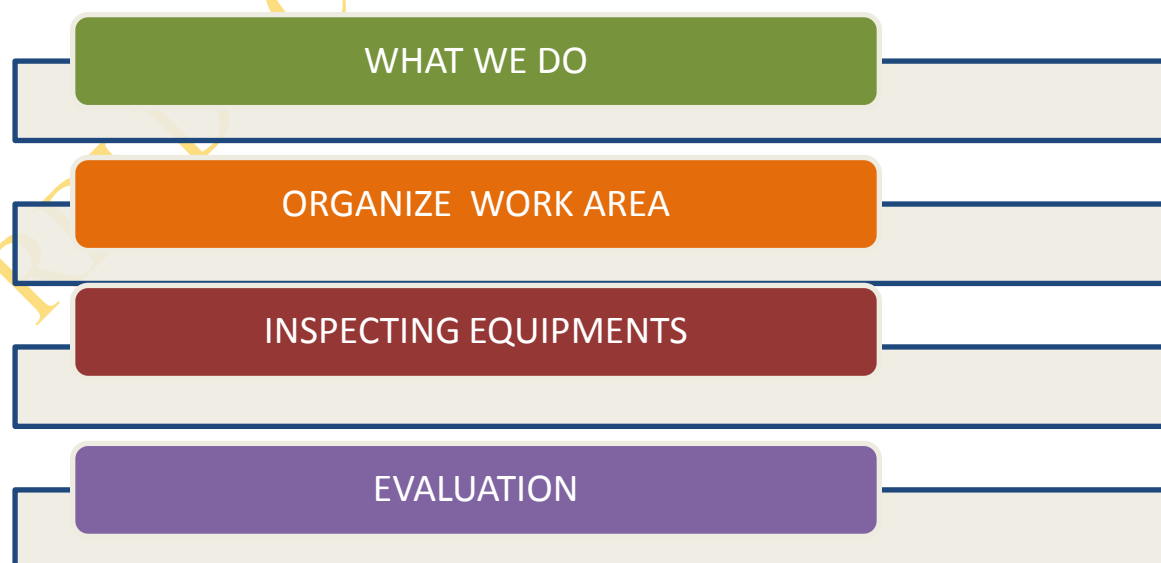 WHAT WE DO
ORGANIZE WORK AREA
INSPECTING EQUIPMENTS
EVALUATION